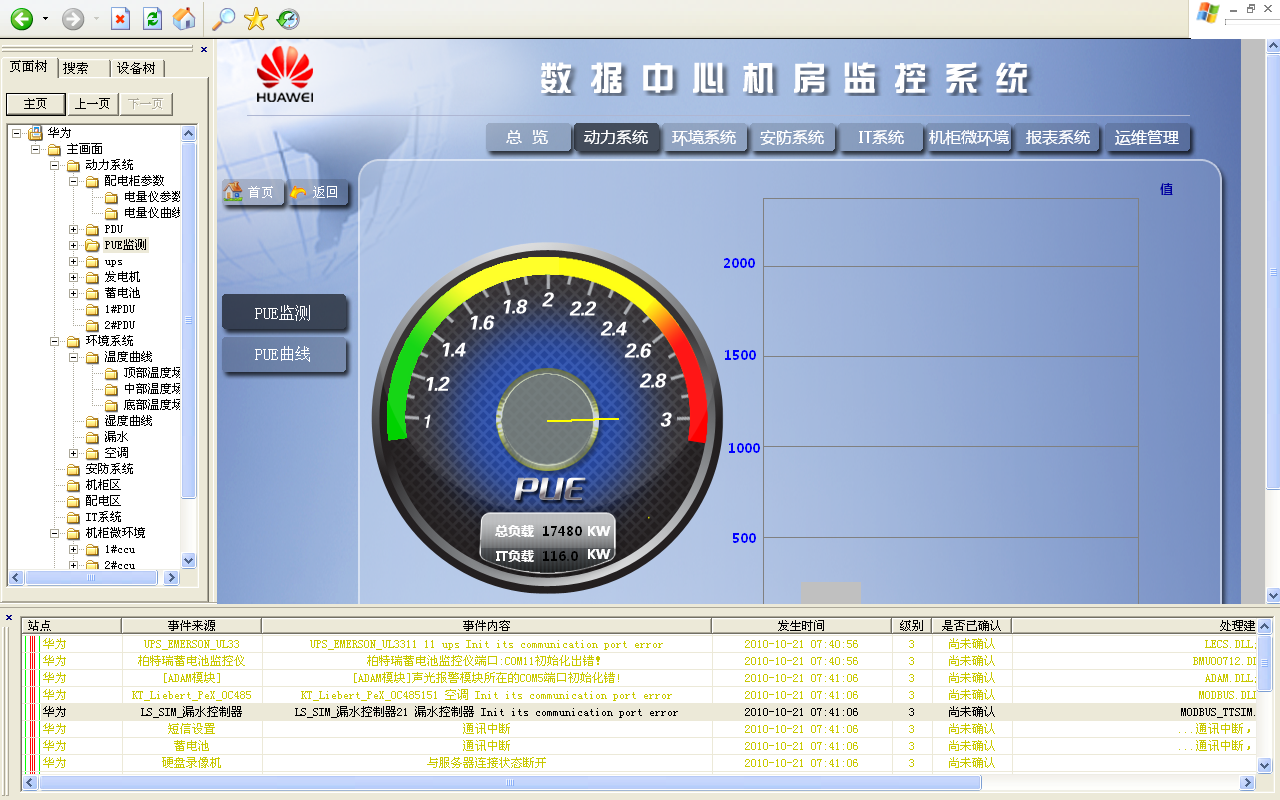 页面树 搜索 设备树
主页 上一页 下一页
华为
主画面
动力系统
配电柜参数
电量仪参数
电量仪曲线
PDU
PUE监测
ups
发电机
蓄电池
1#PDU
2#PDU
环境系统
温度曲线
顶部温度场
中部温度场
底部温度场
湿度曲线
漏水
空调
安防系统
机柜区
配电区
IT系统
机柜微环境
1#ccu
2#ccu
HUAWEI
数据中心机房监控系统
总 览 动力系统 环境系统 安防系统 IT系统 机柜微环境 报表系统 运维管理
首页 返回
PUE监测
PUE曲线
1 1.2 1.4 1.6 1.8 2 2.2 2.4 2.6 2.8 3
PUE
总负载 17480 KW
IT负载 116.0 KW
值
2000
1500
1000
500
站点 事件来源 事件内容 发生时间 级别 是否已确认 处理建
华为 UPS_EMERSON_UL33 UPS_EMERSON_UL3311 11 ups Init its communication port error 2010-10-21 07:40:56 3 尚未确认 LECS.DLL;
华为 柏特瑞蓄电池监控仪 柏特瑞蓄电池监控仪端口:COM11初始化出错! 2010-10-21 07:40:56 3 尚未确认 BMU00712.DI
华为 [ADAM模块] [ADAM模块]声光报警模块所在的COM5端口初始化错! 2010-10-21 07:41:06 3 尚未确认 ADAM.DLL;
华为 KT_Liebert_PeX_OC485 KT_Liebert_PeX_OC485151 空调 Init its communication port error 2010-10-21 07:41:06 3 尚未确认 MODBUS.DLI
华为 LS_SIM_漏水控制器 LS_SIM_漏水控制器21 漏水控制器 Init its communication port error 2010-10-21 07:41:06 3 尚未确认 MODBUS_TTSIM.
华为 短信设置 通讯中断 2010-10-21 07:41:06 3 尚未确认 ...通讯中断,
华为 蓄电池 通讯中断 2010-10-21 07:41:06 3 尚未确认 ...通讯中断,
华为 硬盘录像机 与服务器连接状态断开 2010-10-21 07:41:06 3 尚未确认